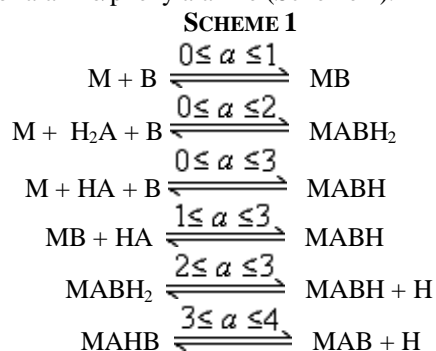 SCHEME 1
0≤ a ≤1
M + B ⇌ MB
0≤ a ≤2
M + H₂A + B ⇌ MABH₂
0≤ a ≤3
M + HA + B ⇌ MABH
1≤ a ≤3
MB + HA ⇌ MABH
2≤ a ≤3
MABH₂ ⇌ MABH + H
3≤ a ≤4
MAHB ⇌ MAB + H